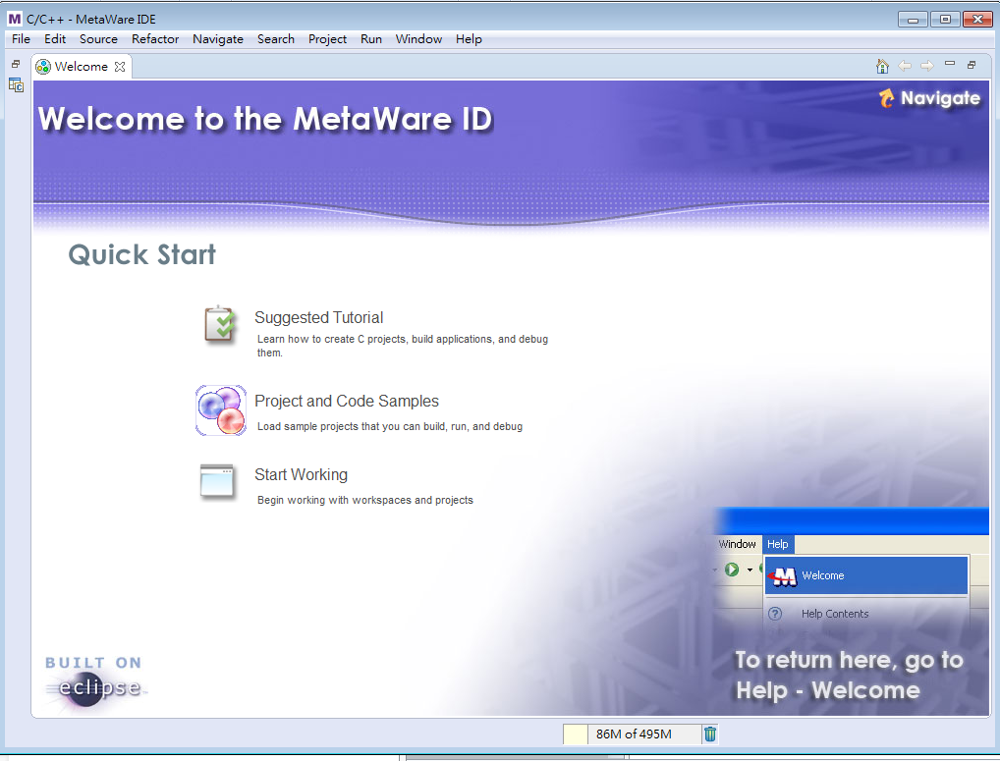 C/C++ - MetaWare IDE
File Edit Source Refactor Navigate Search Project Run Window Help
Welcome
Navigate
Welcome to the MetaWare ID
Quick Start
Suggested Tutorial
Learn how to create C projects, build applications, and debug
them.
Project and Code Samples
Load sample projects that you can build, run, and debug
Start Working
Begin working with workspaces and projects
Window Help
Welcome
Help Contents
To return here, go to
Help - Welcome
BUILT ON
eclipse
86M of 495M